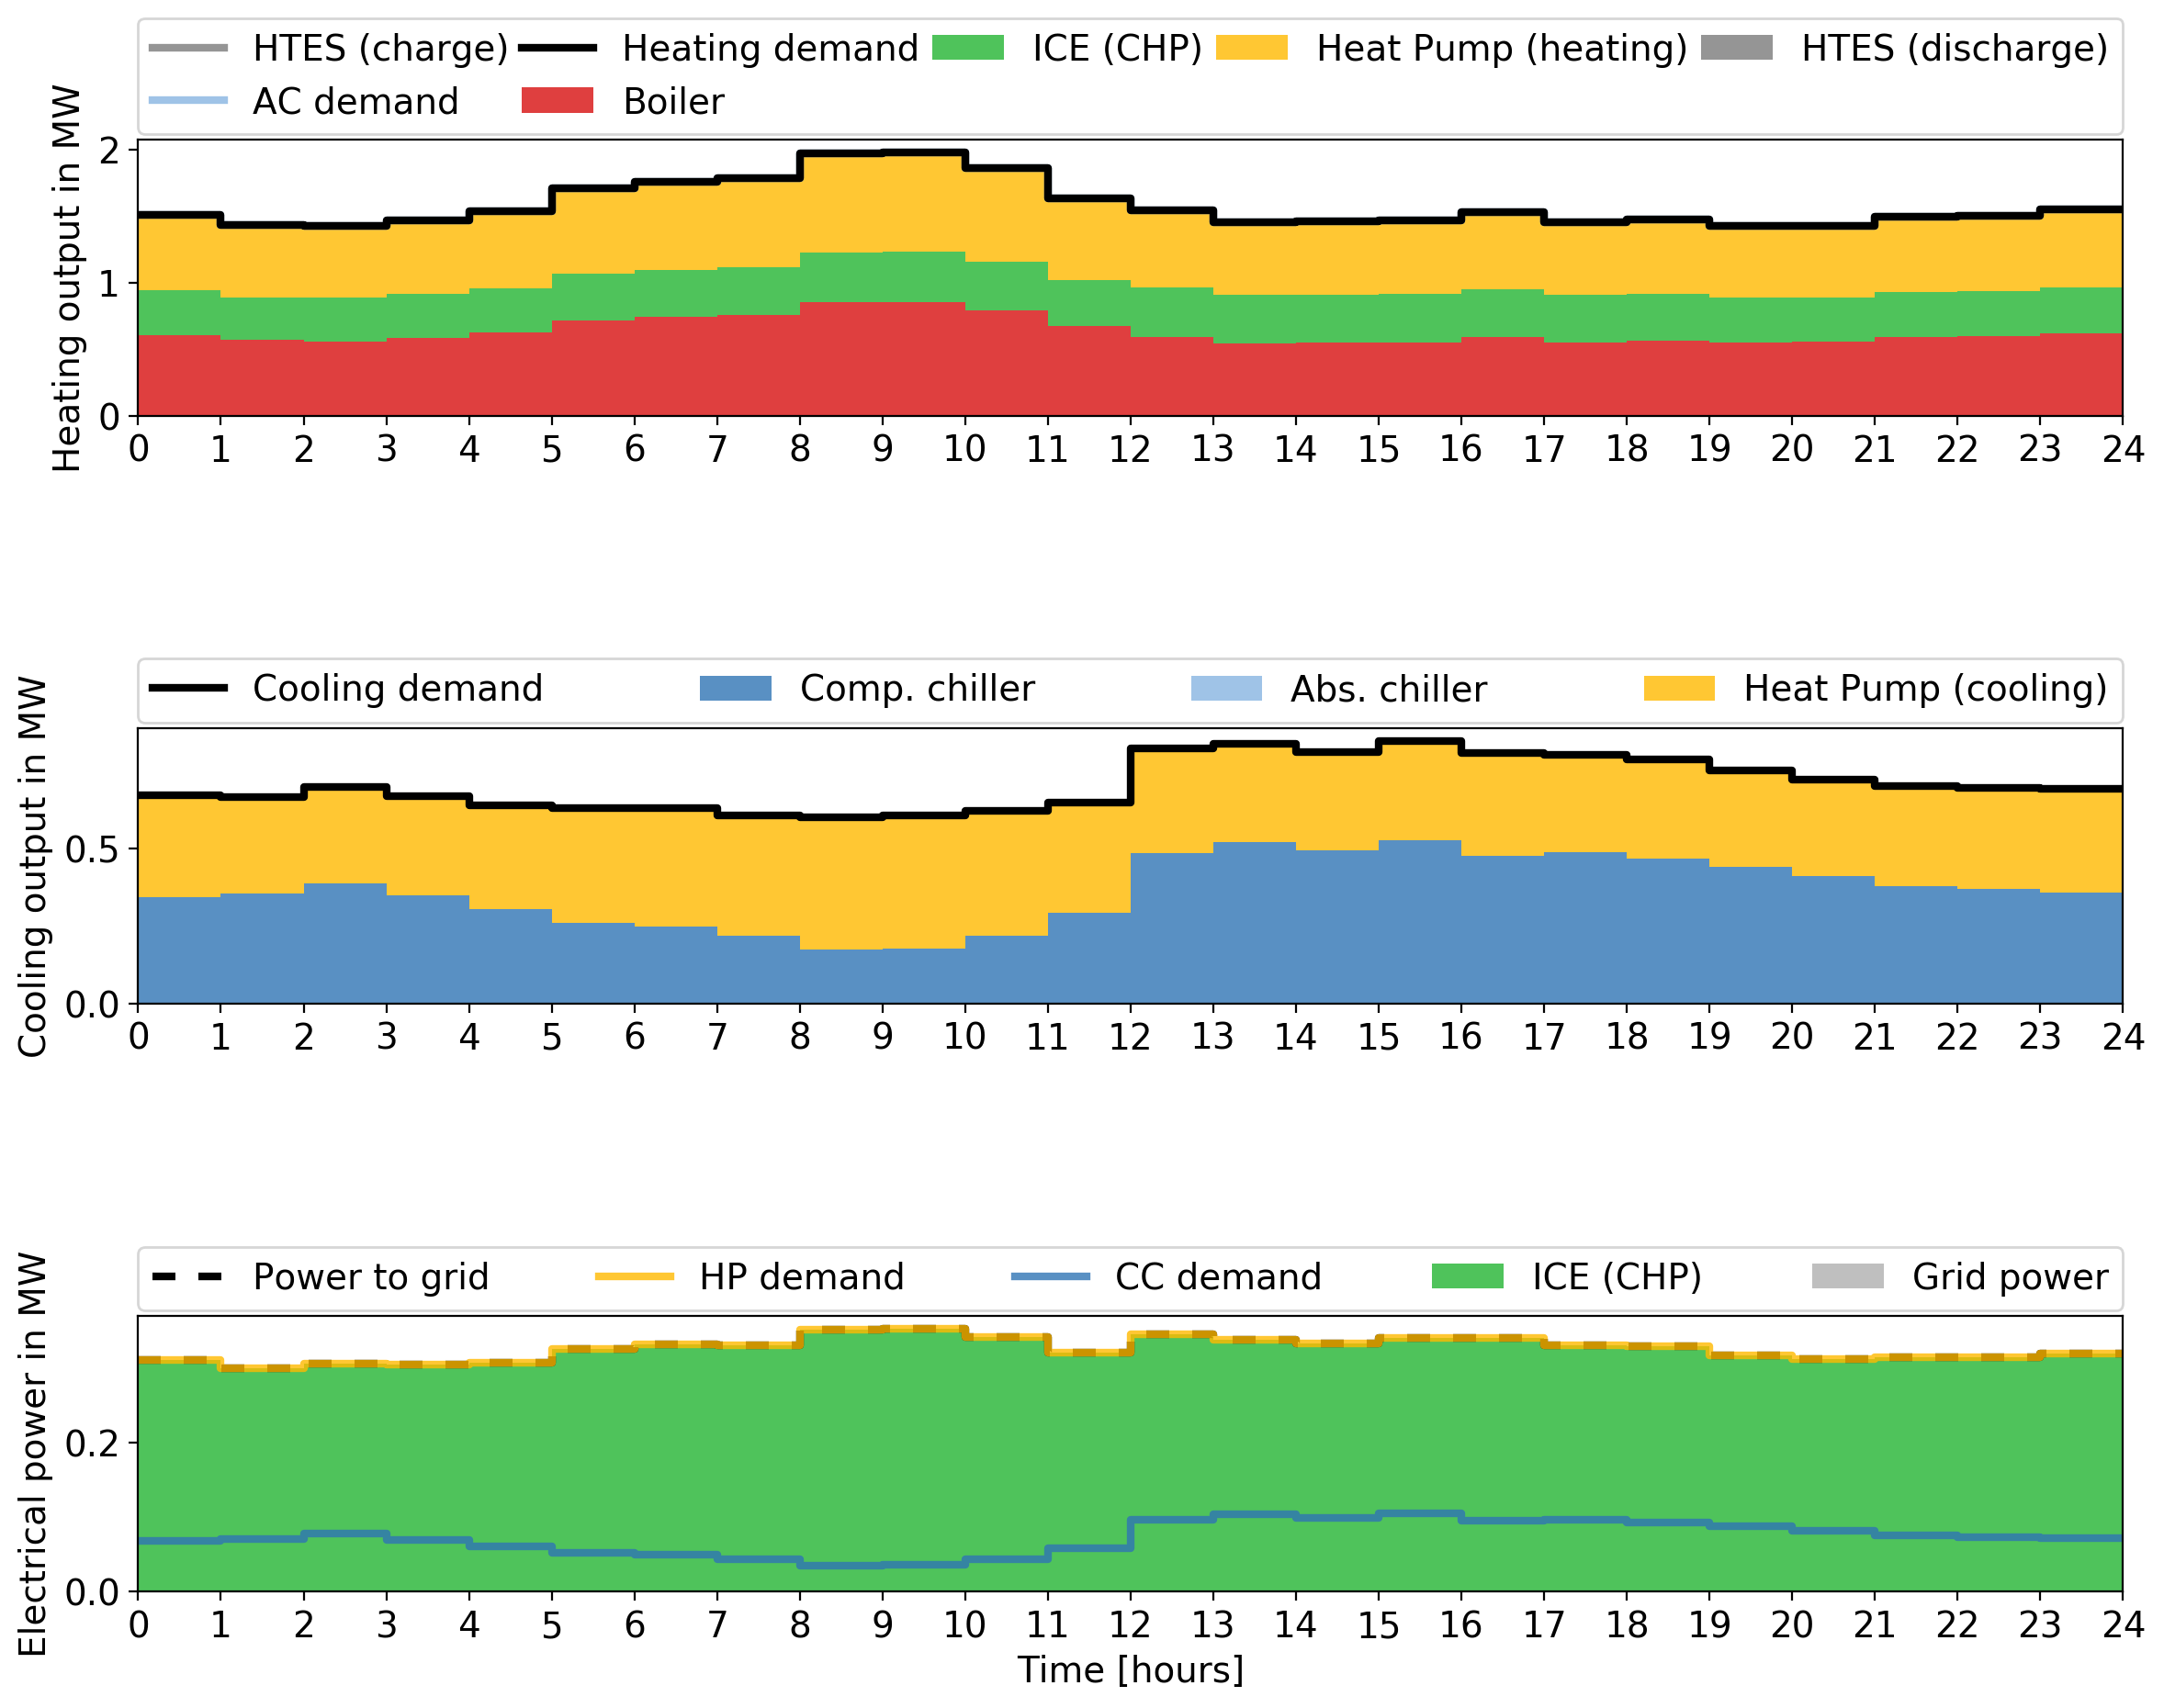 HTES (charge) Heating demand ICE (CHP) Heat Pump (heating) HTES (discharge)
AC demand Boiler
Heating output in MW
2
1
0
0 1 2 3 4 5 6 7 8 9 10 11 12 13 14 15 16 17 18 19 20 21 22 23 24
Cooling demand Comp. chiller Abs. chiller Heat Pump (cooling)
Cooling output in MW
0.5
0.0
0 1 2 3 4 5 6 7 8 9 10 11 12 13 14 15 16 17 18 19 20 21 22 23 24
Power to grid HP demand CC demand ICE (CHP) Grid power
Electrical power in MW
0.2
0.0
0 1 2 3 4 5 6 7 8 9 10 11 12 13 14 15 16 17 18 19 20 21 22 23 24
Time [hours]